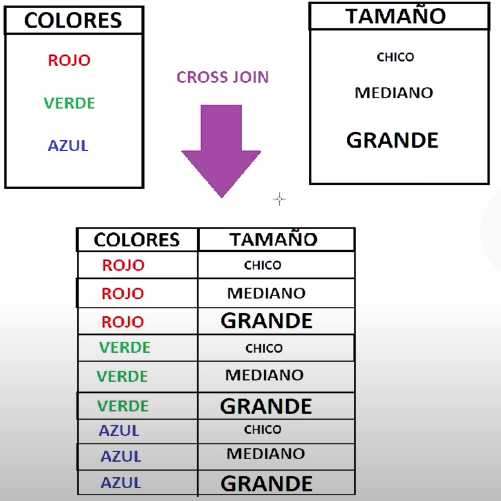 COLORES
ROJO
VERDE
AZUL
CROSS JOIN
TAMAÑO
CHICO
MEDIANO
GRANDE
COLORES TAMAÑO
ROJO CHICO
ROJO MEDIANO
ROJO GRANDE
VERDE CHICO
VERDE MEDIANO
VERDE GRANDE
AZUL CHICO
AZUL MEDIANO
AZUL GRANDE